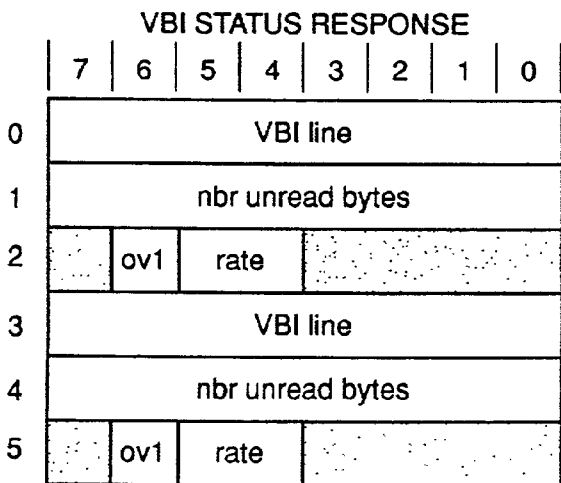 VBI STATUS RESPONSE
7 6 5 4 3 2 1 0
0 VBI line
1 nbr unread bytes
2 ov1 rate
3 VBI line
4 nbr unread bytes
5 ov1 rate